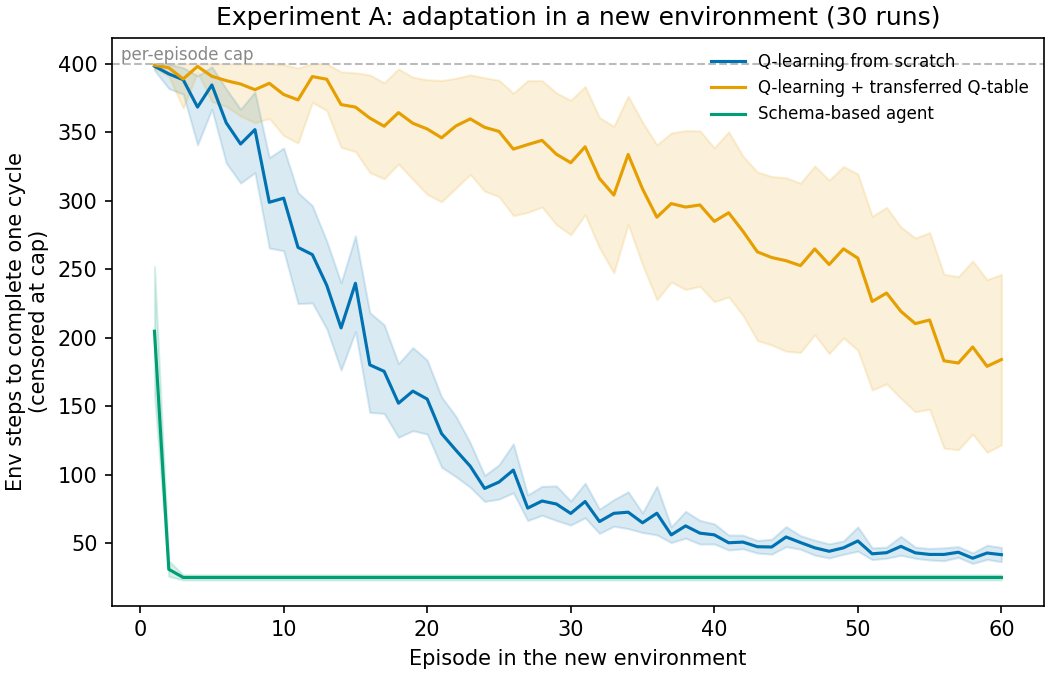 Experiment A: adaptation in a new environment (30 runs)
per-episode cap
Q-learning from scratch
Q-learning + transferred Q-table
Schema-based agent
Env steps to complete one cycle
(censored at cap)
400
350
300
250
200
150
100
50
0
10
20
30
40
50
60
Episode in the new environment